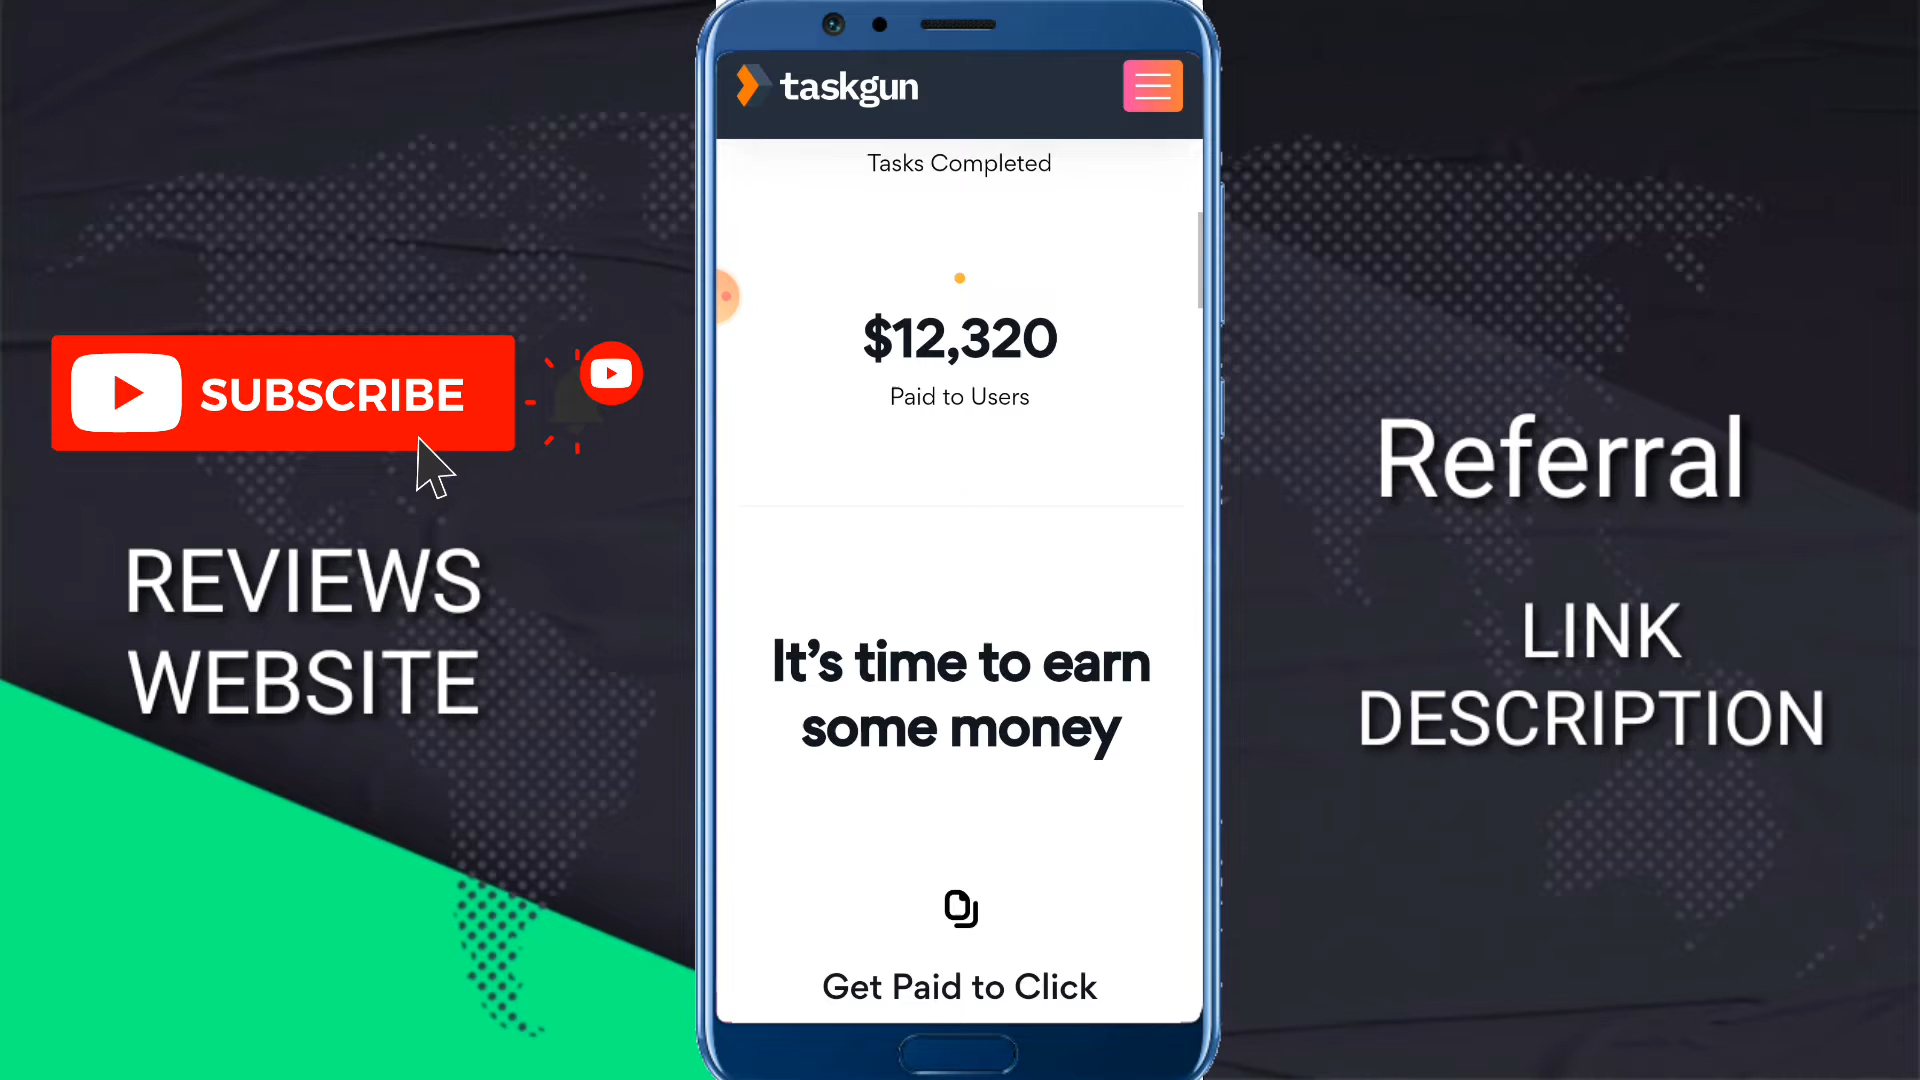 taskgun
Tasks Completed
$12,320
Paid to Users
It's time to earn
some money
Get Paid to Click
SUBSCRIBE
REVIEWS
WEBSITE
Referral
LINK
DESCRIPTION